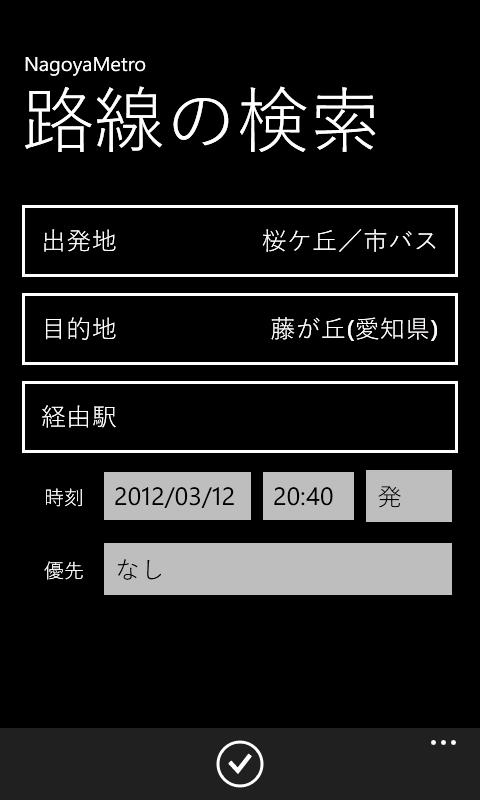 NagoyaMetro
路線の検索
出発地 桜ケ丘／市バス
目的地 藤が丘(愛知県)
経由駅
時刻 2012/03/12 20:40 発
優先 なし